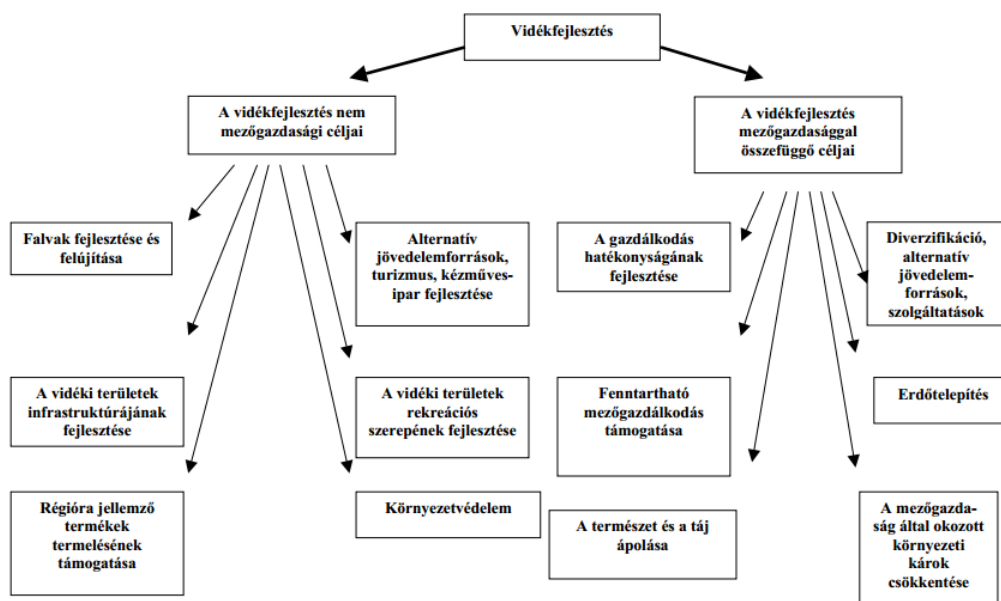 Vidékfejlesztés
A vidékfejlesztés nem
mezőgazdasági céljai
A vidékfejlesztés
mezőgazdasággal
összefüggő céljai
Falvak fejlesztése és
felújítása
Alternatív
jövedelemforrások,
turizmus, kézműves-
ipar fejlesztése
A gazdálkodás
hatékonyságának
fejlesztése
Diverzifikáció,
alternatív
jövedelem-
források,
szolgáltatások
A vidéki területek
infrastruktúrájának
fejlesztése
A vidéki területek
rekreációs
szerepének fejlesztése
Fenntartható
mezőgazdálkodás
támogatása
Erdőtelepítés
Régióra jellemző
termékek
termelésének
támogatása
Környezetvédelem
A természet és a táj
ápolása
A mezőgazda-
ság által okozott
környezeti
károk
csökkentése